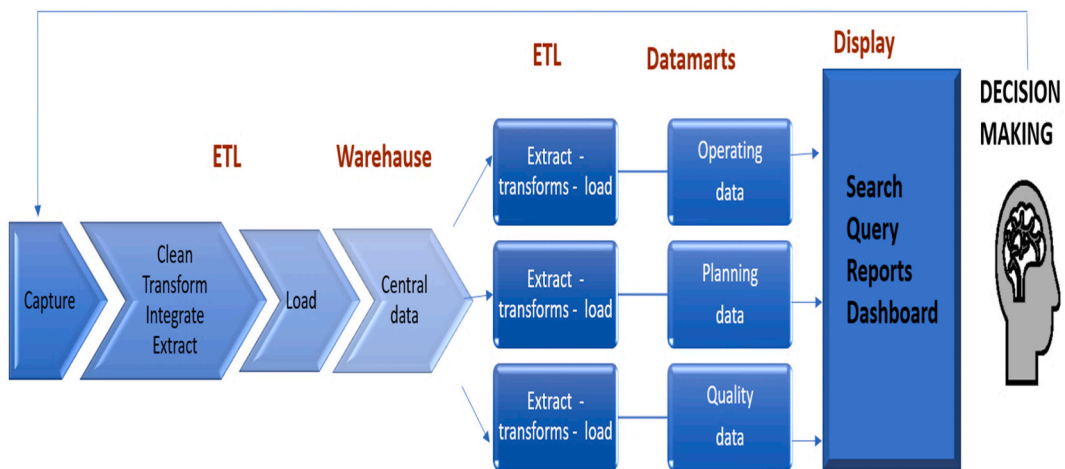 ETL
Warehause
ETL
Datamarts
Display
DECISION
MAKING
Capture
Clean
Transform
Integrate
Extract
Load
Central
data
Extract -
transforms - load
Operating
data
Extract -
transforms - load
Planning
data
Extract -
transforms - load
Quality
data
Search
Query
Reports
Dashboard